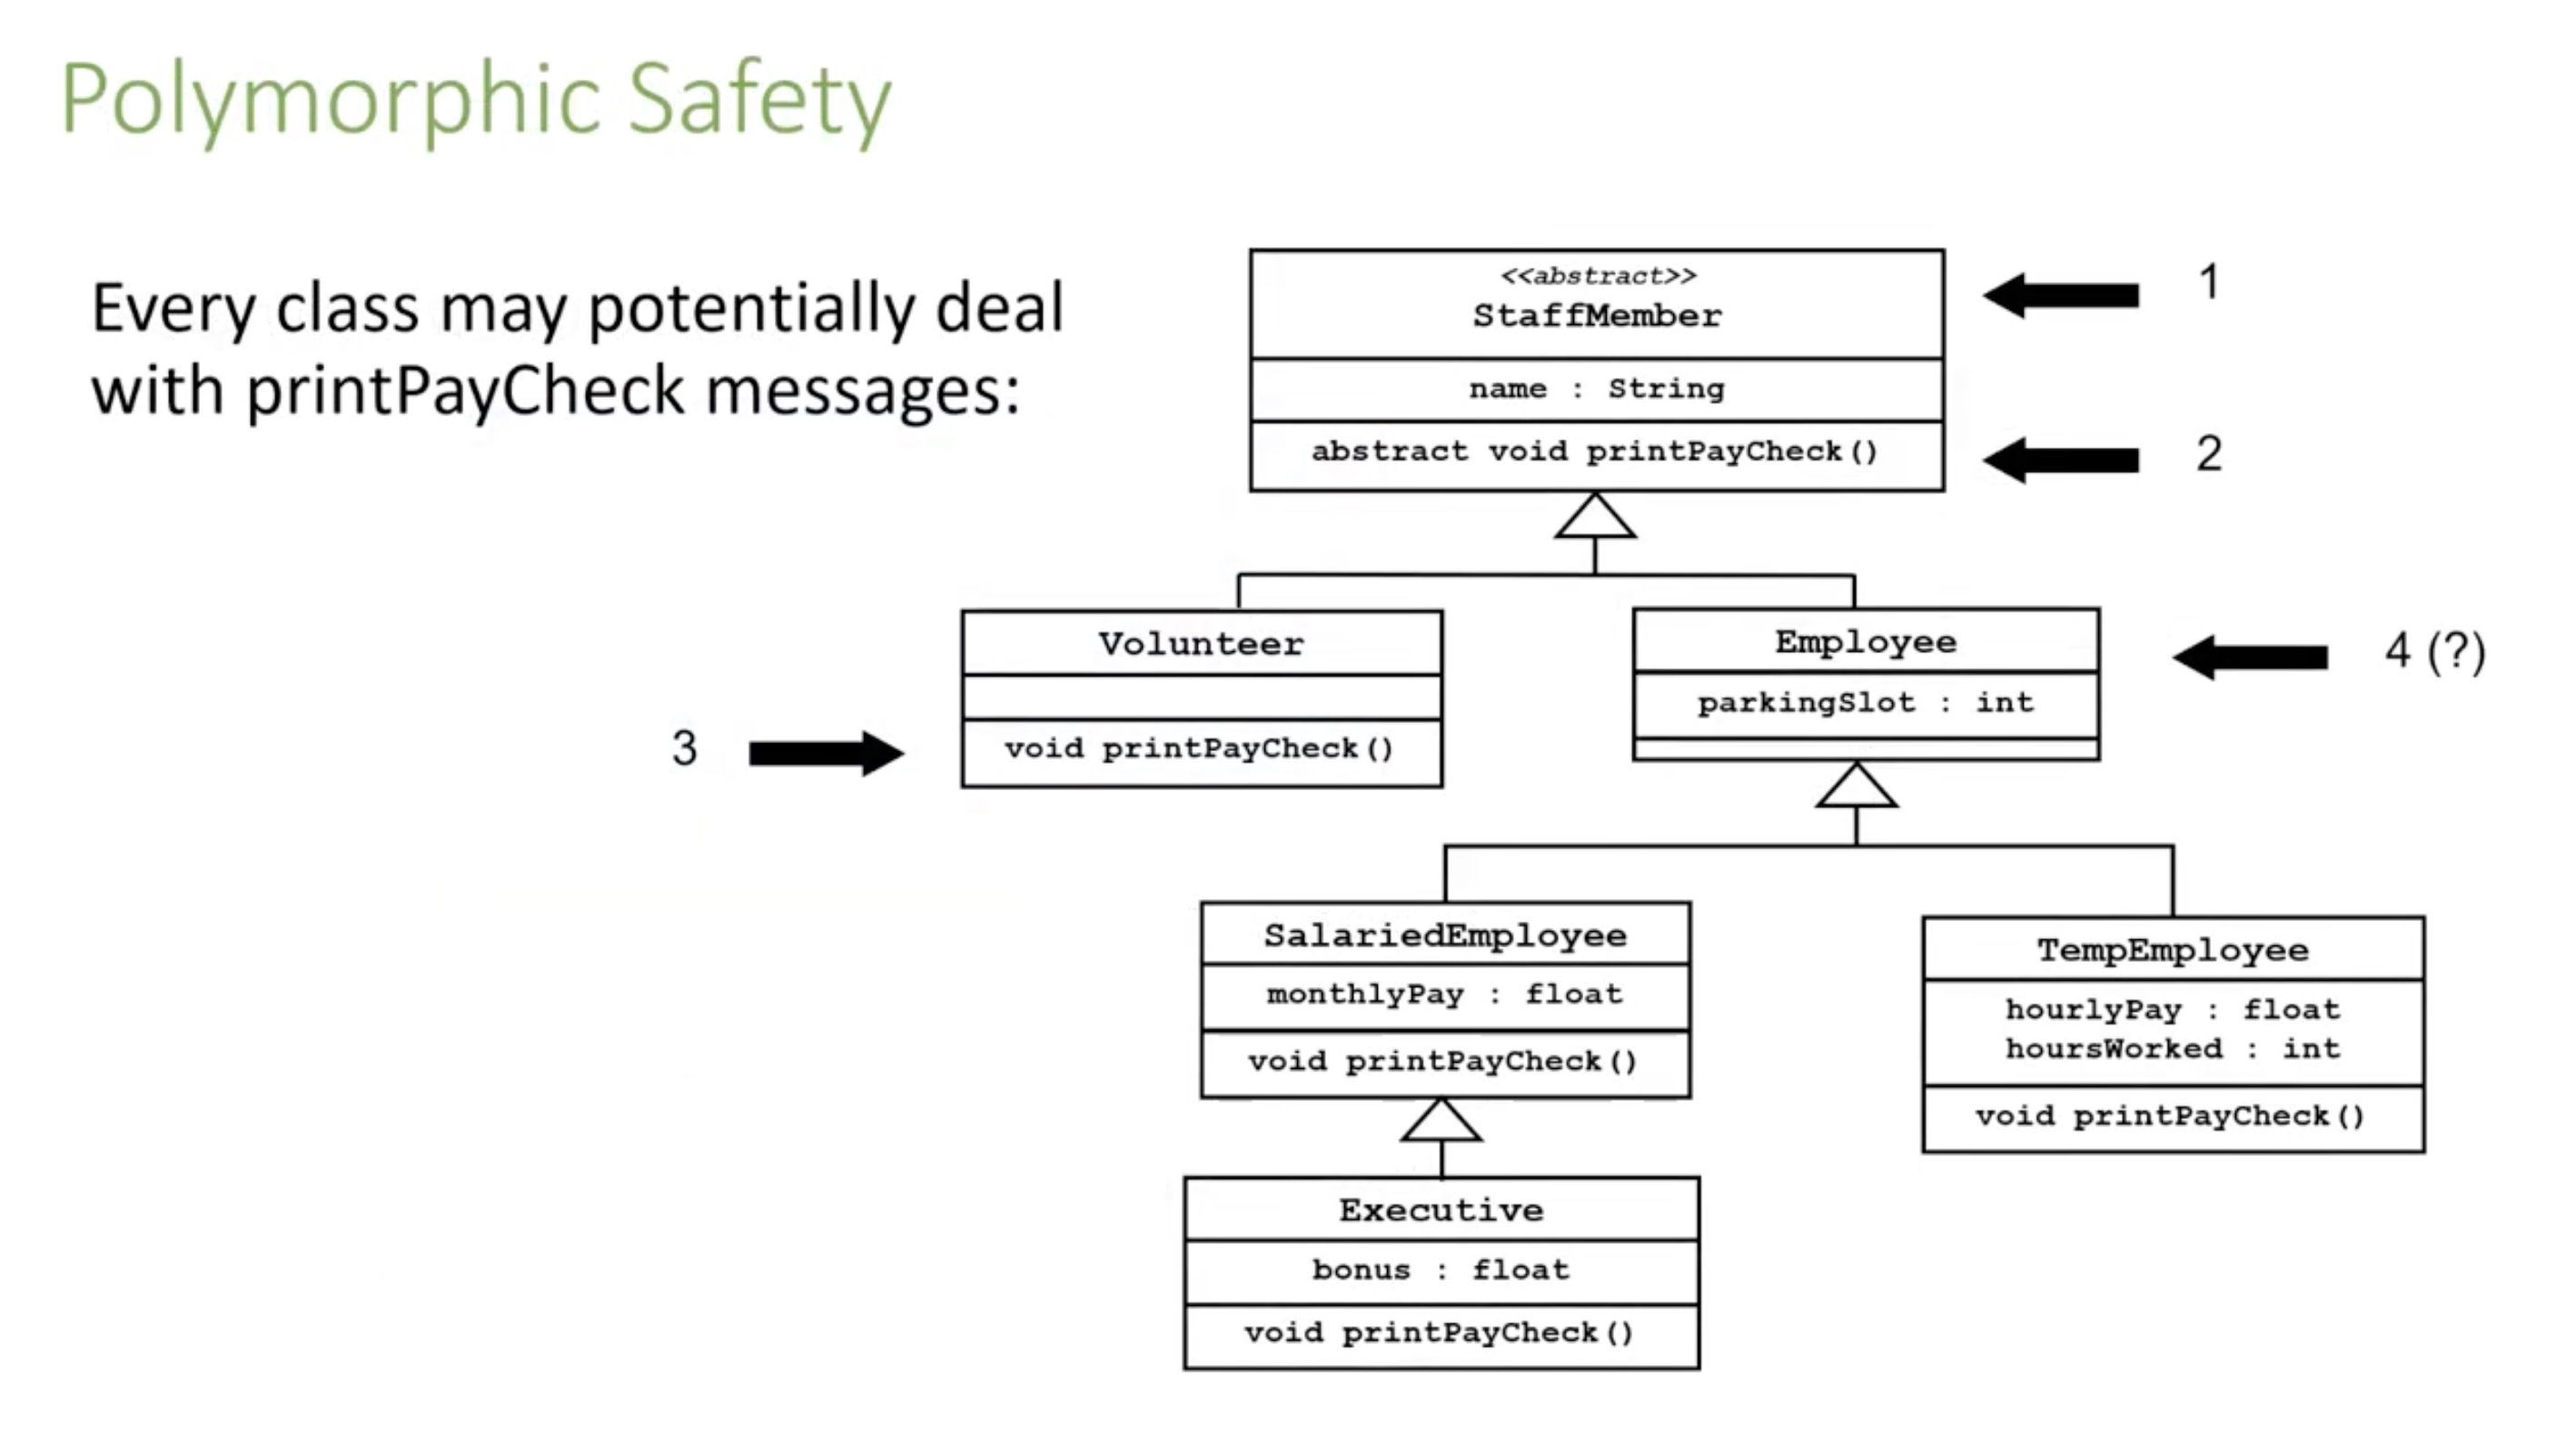 Polymorphic Safety
Every class may potentially deal
with printPayCheck messages:
<<abstract>>
StaffMember
name : String
abstract void printPayCheck()
1
2
Volunteer
void printPayCheck()
3
Employee
parkingSlot : int
4 (?)
SalariedEmployee
monthlyPay : float
void printPayCheck()
TempEmployee
hourlyPay : float
hoursWorked : int
void printPayCheck()
Executive
bonus : float
void printPayCheck()